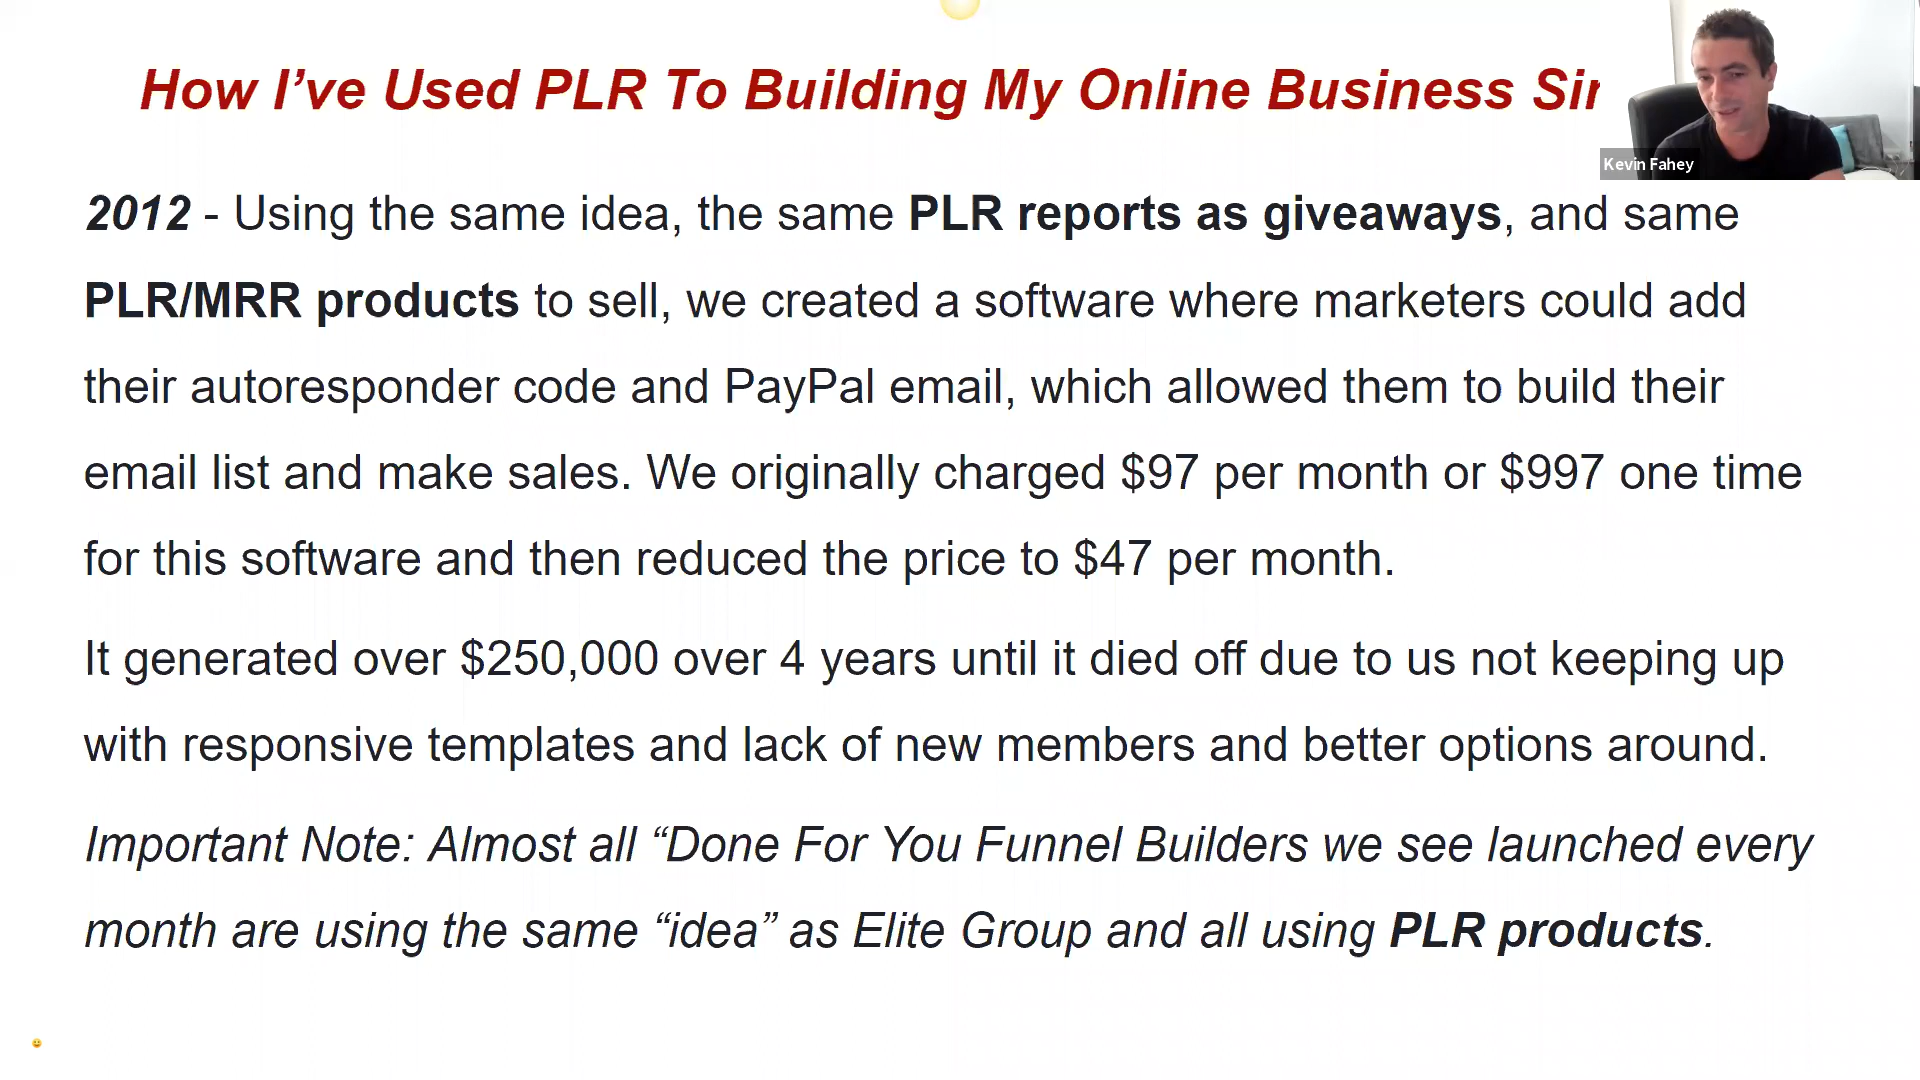 How I’ve Used PLR To Building My Online Business
Kevin Fahey
2012 - Using the same idea, the same PLR reports as giveaways, and same
PLR/MRR products to sell, we created a software where marketers could add
their autoresponder code and PayPal email, which allowed them to build their
email list and make sales. We originally charged $97 per month or $997 one time
for this software and then reduced the price to $47 per month.
It generated over $250,000 over 4 years until it died off due to us not keeping up
with responsive templates and lack of new members and better options around.
Important Note: Almost all “Done For You Funnel Builders we see launched every
month are using the same “idea” as Elite Group and all using PLR products.